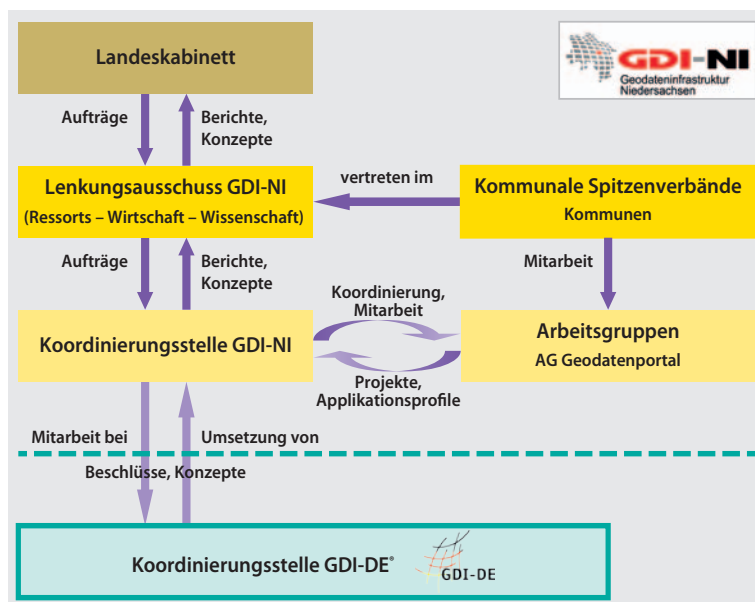 Landeskabinett
GDI-NI
Geodateninfrastruktur
Niedersachsen
Aufträge
Berichte,
Konzepte
Lenkungsausschuss GDI-NI
(Ressorts – Wirtschaft – Wissenschaft)
vertreten im
Kommunale Spitzenverbände
Kommunen
Aufträge
Berichte,
Konzepte
Mitarbeit
Koordinierungsstelle GDI-NI
Koordinierung,
Mitarbeit
Projekte,
Applikationsprofile
Arbeitsgruppen
AG Geodatenportal
Mitarbeit bei
Umsetzung von
Beschlüsse, Konzepte
Koordinierungsstelle GDI-DE®
GDI-DE